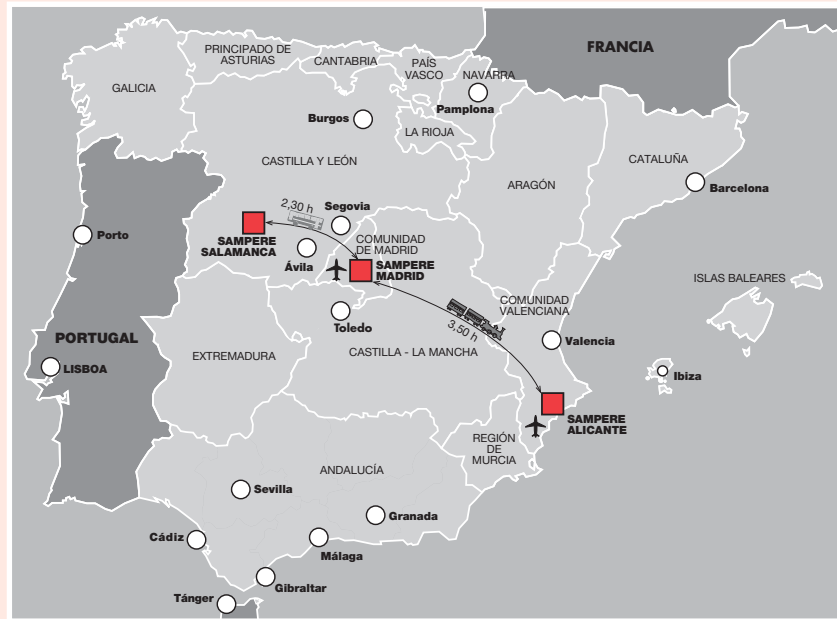 FRANCIA
PRINCIPADO DE
ASTURIAS
CANTABRIA
PAÍS
VASCO
NAVARRA
GALICIA
Pamplona
Burgos
LA RIOJA
CASTILLA Y LEÓN
CATALUÑA
ARAGÓN
Barcelona
2,30 h
Segovia
Porto
SAMPERE
SALAMANCA
COMUNIDAD
DE MADRID
Ávila
SAMPERE
MADRID
ISLAS BALEARES
COMUNIDAD
VALENCIANA
3,50 h
Toledo
PORTUGAL
Valencia
CASTILLA - LA MANCHA
EXTREMADURA
LISBOA
Ibiza
SAMPERE
ALICANTE
REGIÓN
DE
MURCIA
ANDALUCÍA
Sevilla
Granada
Cádiz
Málaga
Gibraltar
Tánger